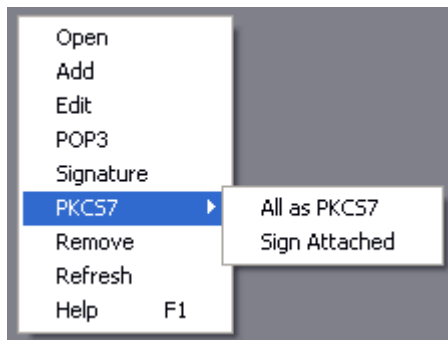 Open
Add
Edit
POP3
Signature
PKCS7
All as PKCS7
Remove
Sign Attached
Refresh
Help F1